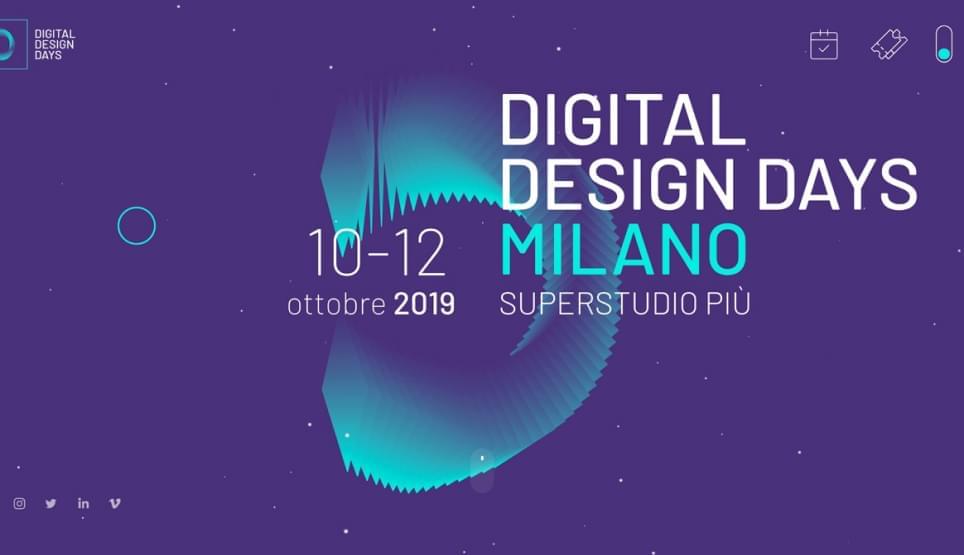 DIGITAL
DESIGN
DAYS
DIGITAL
DESIGN DAYS
MILANO
SUPERSTUDIO PIÙ
10-12
ottobre 2019